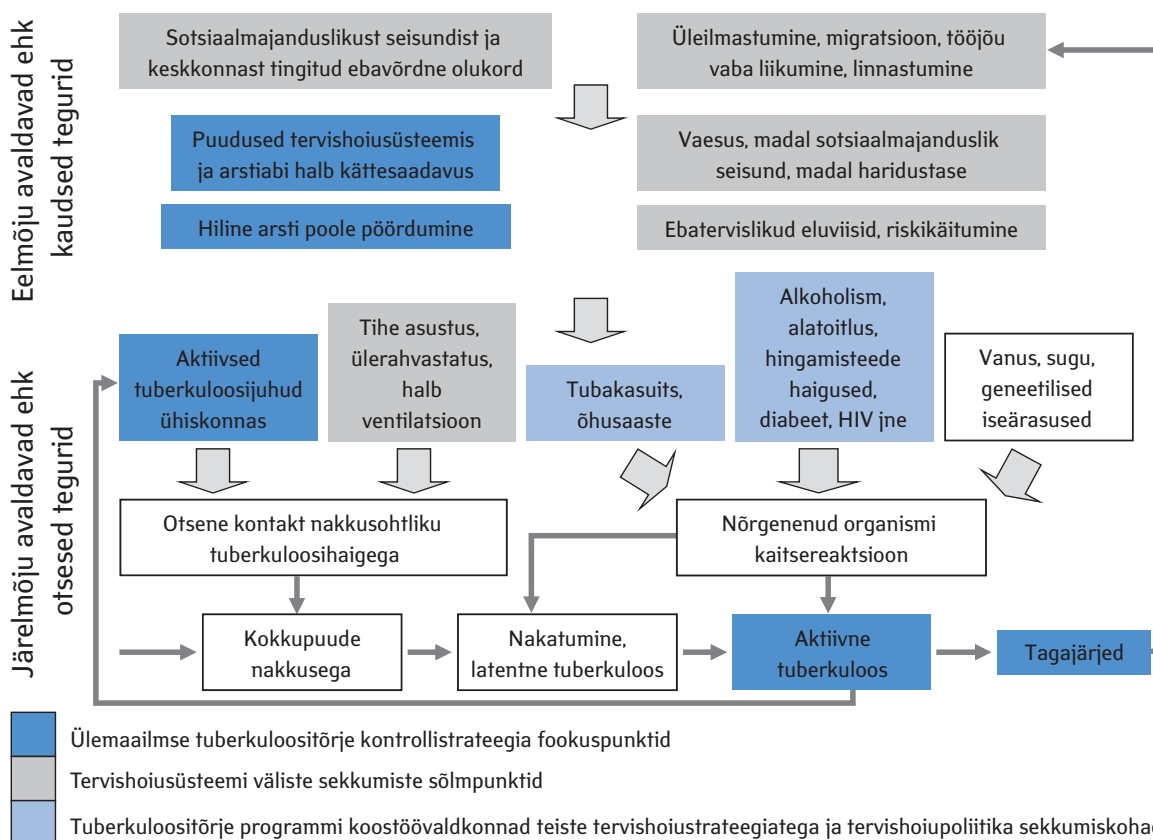 Eelmõju avaldavad ehk
kaudsed tegurid
Sotsiaalmajanduslikust seisundist ja
keskkonnast tingitud ebavõrdne olukord
Üleilmastumine, migratsioon, tööjõu
vaba liikumine, linnastumine
Puudused tervishoiusüsteemis
ja arstiabi halb kättesaadavus
Vaesus, madal sotsiaalmajanduslik
seisund, madal haridustase
Hiline arsti poole pöördumine
Ebatervislikud eluviisid, riskikäitumine
Järelmõju avaldavad ehk
otsesed tegurid
Aktiivsed
tuberkuloosijuhud
ühiskonnas
Tihe asustus,
ülerahvastatus,
halb
ventilatsioon
Tubakasuits,
õhusaaste
Alkoholism,
alatoitlus,
hingamisteede
haigused,
diabeet, HIV jne
Vanus, sugu,
geneetilised
iseärasused
Otsene kontakt nakkusohtliku
tuberkuloosihaigega
Nõrgenenud organismi
kaitsereaktsioon
Kokkupuude
nakkusega
Nakatumine,
latentne tuberkuloos
Aktiivne
tuberkuloos
Tagajärjed
Ülemaailmse tuberkuloositõrje kontrollistrateegia fookuspunktid
Tervishoiusüsteemi väliste sekkumiste sõlmpunktid
Tuberkuloositõrje programmi koostöövaldkonnad teiste tervishoiustrateegiatega ja tervishoiupoliitika sekkumiskohad